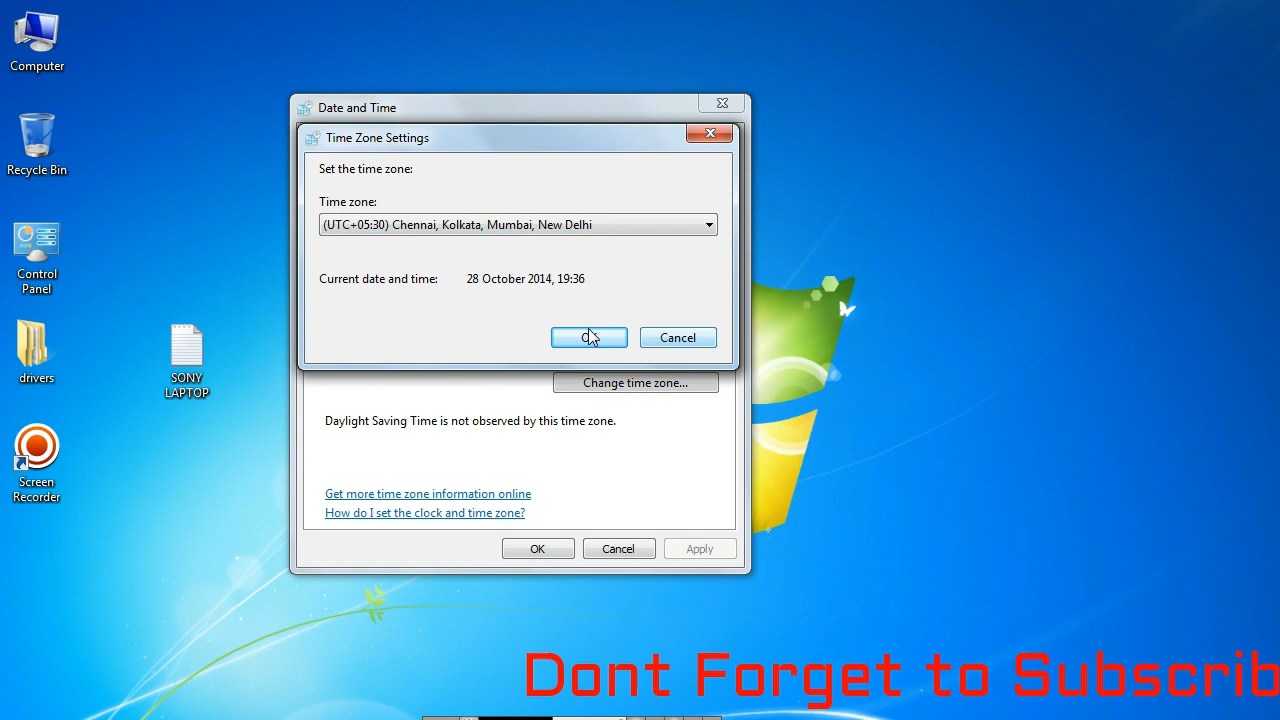 Computer
Recycle Bin
Control
Panel
drivers
SONY
LAPTOP
Screen
Recorder
Date and Time
Time Zone Settings
Set the time zone:
Time zone:
(UTC+05:30) Chennai, Kolkata, Mumbai, New Delhi
Current date and time: 28 October 2014, 19:36
Cancel
Change time zone...
Daylight Saving Time is not observed by this time zone.
Get more time zone information online
How do I set the clock and time zone?
OK Cancel Apply
Dont Forget to Subscrib